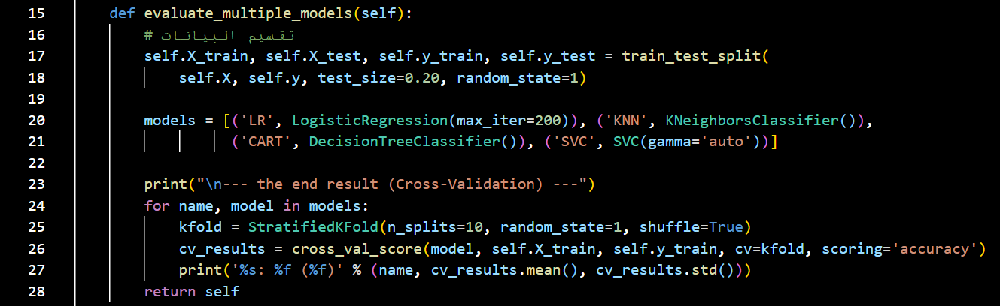 15 def evaluate_multiple_models(self):
16 # تقسيم البيانات
17 self.X_train, self.X_test, self.y_train, self.y_test = train_test_split(
18 self.X, self.y, test_size=0.20, random_state=1)
19
20 models = [('LR', LogisticRegression(max_iter=200)), ('KNN', KNeighborsClassifier()),
21 ('CART', DecisionTreeClassifier()), ('SVC', SVC(gamma='auto'))]
22
23 print("\n--- the end result (Cross-Validation) ---")
24 for name, model in models:
25 kfold = StratifiedKFold(n_splits=10, random_state=1, shuffle=True)
26 cv_results = cross_val_score(model, self.X_train, self.y_train, cv=kfold, scoring='accuracy')
27 print('%s: %f (%f)' % (name, cv_results.mean(), cv_results.std()))
28 return self